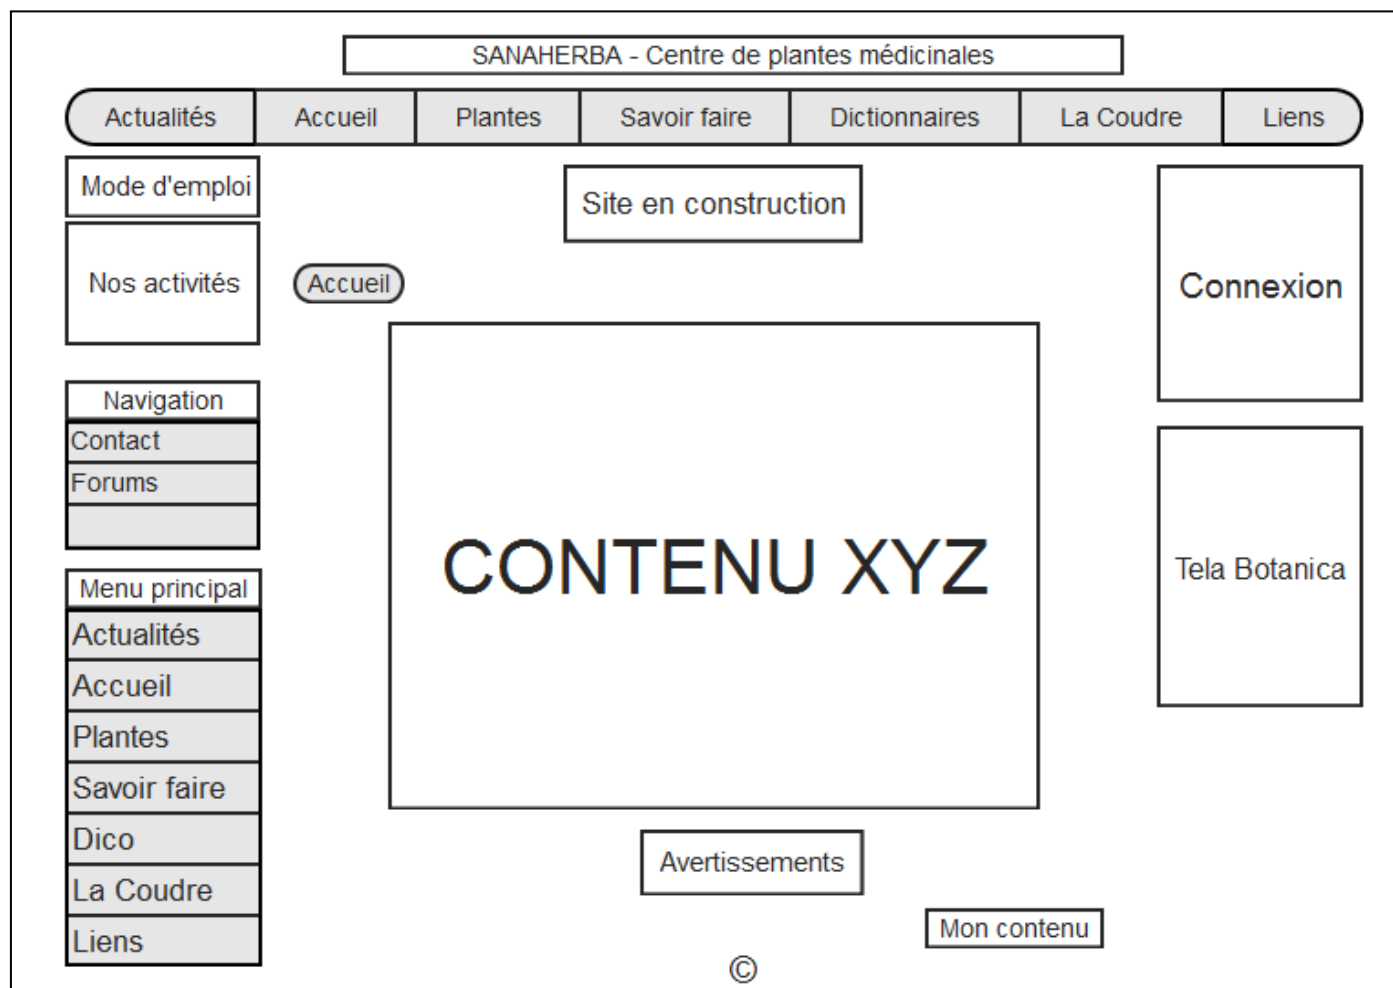 SANAHERBA - Centre de plantes médicinales
Actualités Accueil Plantes Savoir faire Dictionnaires La Coudre Liens
Mode d'emploi
Nos activités
Navigation
Contact
Forums
Menu principal
Actualités
Accueil
Plantes
Savoir faire
Dico
La Coudre
Liens
Site en construction
Accueil
CONTENU XYZ
Avertissements
Mon contenu
©
Connexion
Tela Botanica